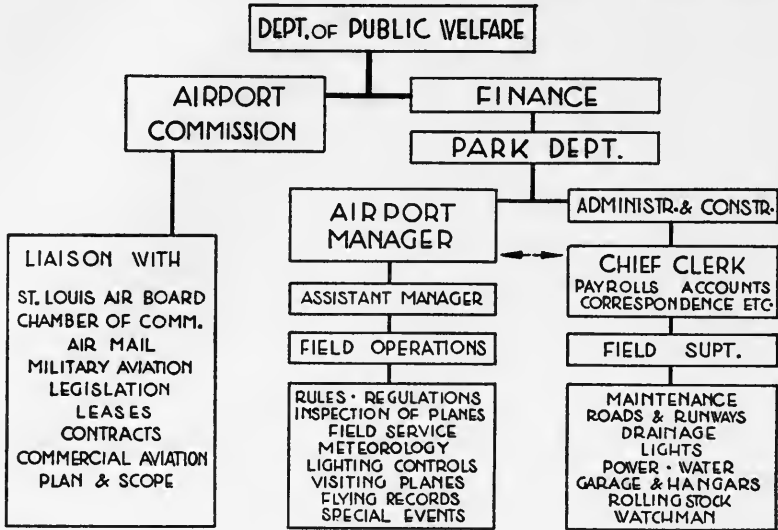 DEPT. OF PUBLIC WELFARE
AIRPORT
COMMISSION
FINANCE
PARK DEPT.
AIRPORT
MANAGER
ADMINISTR. & CONSTR.
LIAISON WITH
ST. LOUIS AIR BOARD
CHAMBER OF COMM.
AIR MAIL
MILITARY AVIATION
LEGISLATION
LEASES
CONTRACTS
COMMERCIAL AVIATION
PLAN & SCOPE
CHIEF CLERK
PAYROLLS ACCOUNTS
CORRESPONDENCE ETC.
ASSISTANT MANAGER
FIELD OPERATIONS
FIELD SUPT.
RULES · REGULATIONS
INSPECTION OF PLANES
FIELD SERVICE
METEOROLOGY
LIGHTING CONTROLS
VISITING PLANES
FLYING RECORDS
SPECIAL EVENTS
MAINTENANCE
ROADS & RUNWAYS
DRAINAGE
LIGHTS
POWER · WATER
GARAGE & HANGARS
ROLLING STOCK
WATCHMAN